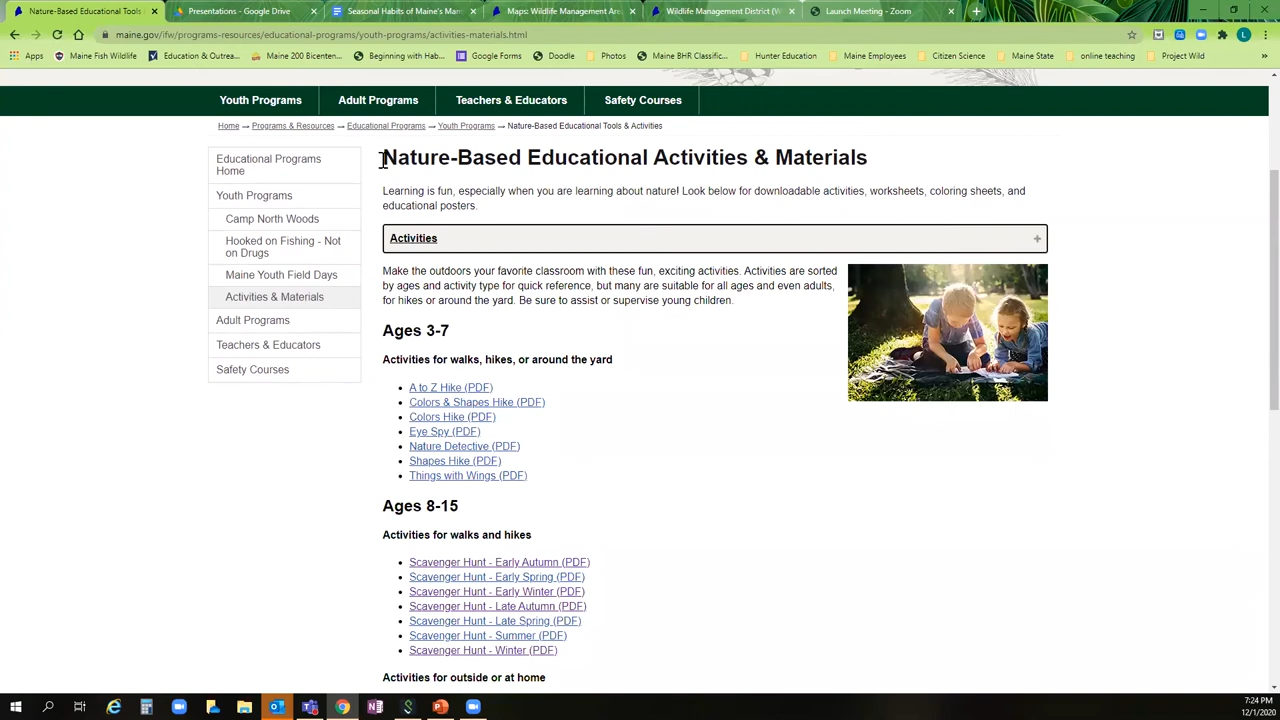 Nature-Based Educational Tools &
Presentations - Google Drive
Seasonal Habits of Maine's Mam
Maps: Wildlife Management Are
Wildlife Management District (W
Launch Meeting - Zoom
maine.gov/ifw/programs-resources/educational-programs/youth-programs/activities-materials.html
Apps
Maine Fish Wildlife
Education & Outrea...
Maine 200 Bicenten...
Beginning with Hab...
Google Forms
Doodle
Photos
Maine BHR Classific...
Hunter Education
Maine Employees
Citizen Science
Maine State
online teaching
Project Wild
Youth Programs
Adult Programs
Teachers & Educators
Safety Courses
Home → Programs & Resources → Educational Programs → Youth Programs → Nature-Based Educational Tools & Activities
Educational Programs
Home
Youth Programs
Camp North Woods
Hooked on Fishing - Not
on Drugs
Maine Youth Field Days
Activities & Materials
Adult Programs
Teachers & Educators
Safety Courses
Nature-Based Educational Activities & Materials
Learning is fun, especially when you are learning about nature! Look below for downloadable activities, worksheets, coloring sheets, and
educational posters.
Activities +
Make the outdoors your favorite classroom with these fun, exciting activities. Activities are sorted
by ages and activity type for quick reference, but many are suitable for all ages and even adults,
for hikes or around the yard. Be sure to assist or supervise young children.
Ages 3-7
Activities for walks, hikes, or around the yard
• A to Z Hike (PDF)
• Colors & Shapes Hike (PDF)
• Colors Hike (PDF)
• Eye Spy (PDF)
• Nature Detective (PDF)
• Shapes Hike (PDF)
• Things with Wings (PDF)
Ages 8-15
Activities for walks and hikes
• Scavenger Hunt - Early Autumn (PDF)
• Scavenger Hunt - Early Spring (PDF)
• Scavenger Hunt - Early Winter (PDF)
• Scavenger Hunt - Late Autumn (PDF)
• Scavenger Hunt - Late Spring (PDF)
• Scavenger Hunt - Summer (PDF)
• Scavenger Hunt - Winter (PDF)
Activities for outside or at home
7:24 PM
12/1/2020